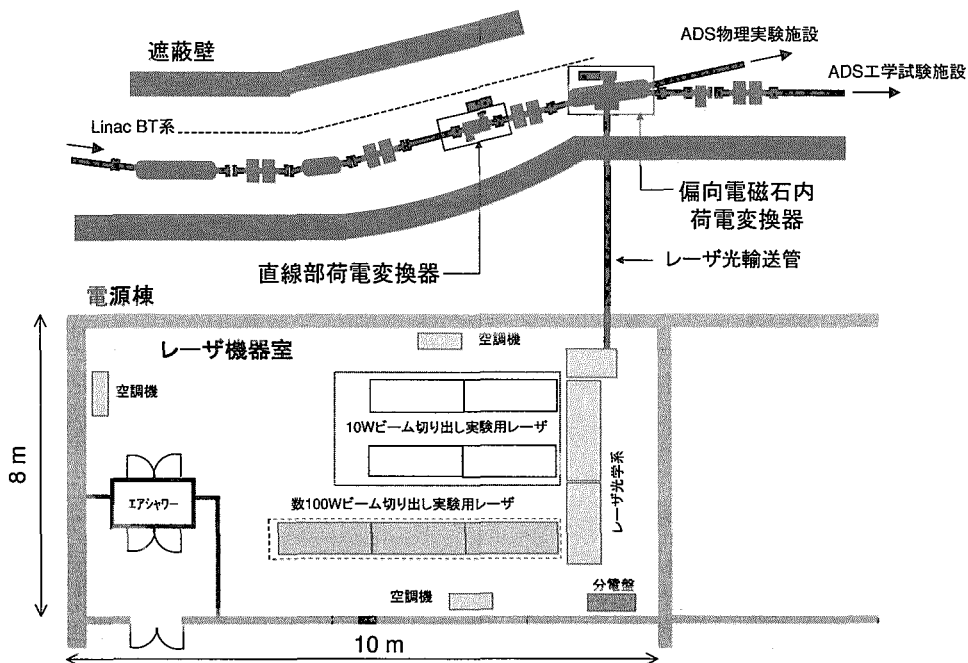 ADS物理実験施設
遮蔽壁
ADS工学試験施設
Linac BT系
偏向電磁石内
荷電変換器
直線部荷電変換器
レーザ光輸送管
電源棟
レーザ機器室
空調機
空調機
10Wビーム切り出し実験用レーザ
8 m
エアシャワー
数100Wビーム切り出し実験用レーザ
レーザ光学系
空調機
分電盤
10 m